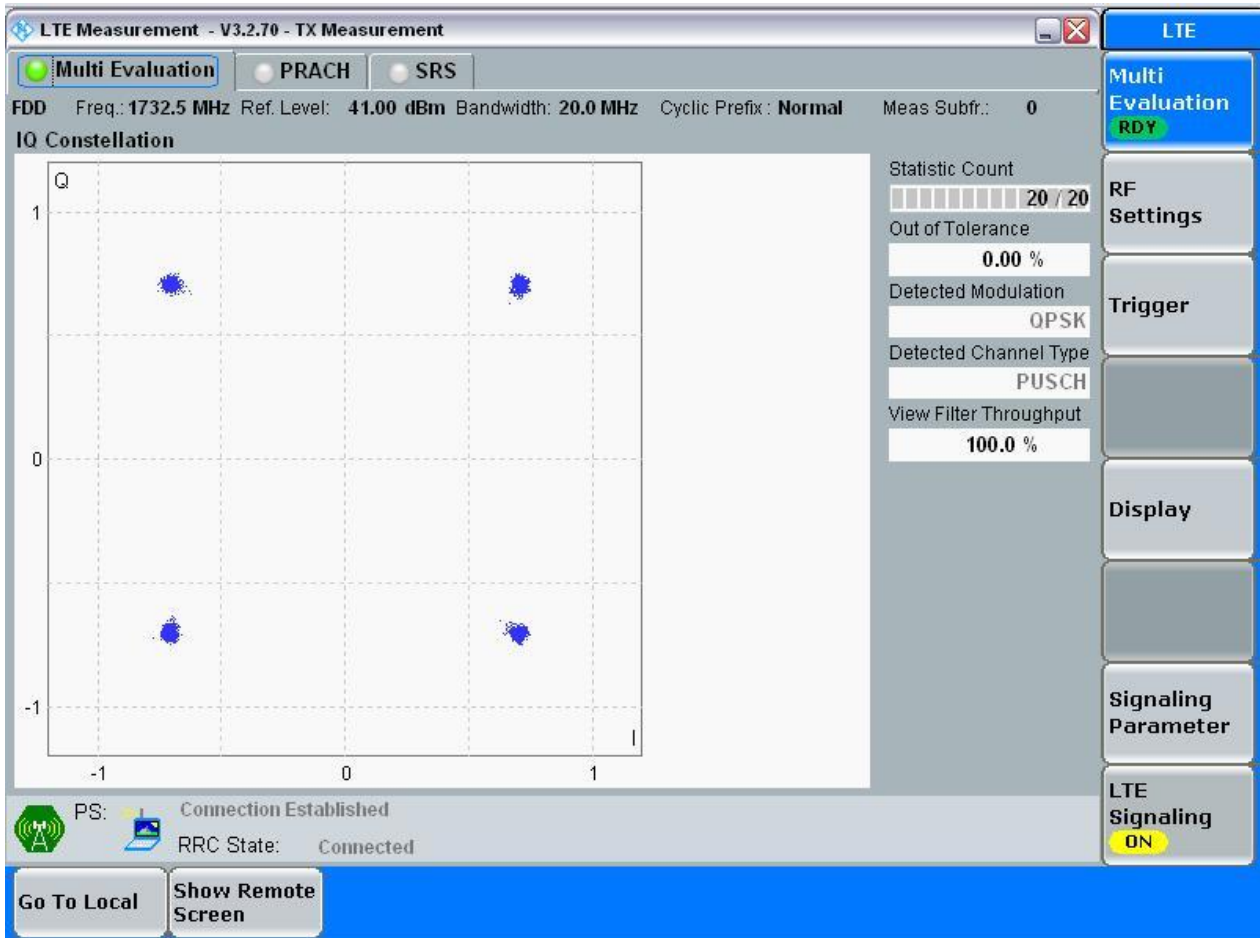 LTE Measurement - V3.2.70 - TX Measurement
LTE
Multi Evaluation PRACH SRS
FDD Freq.: 1732.5 MHz Ref. Level: 41.00 dBm Bandwidth: 20.0 MHz Cyclic Prefix : Normal Meas Subfr.: 0
IQ Constellation
Q
1
0
-1
-1 0 1
I
Statistic Count
20 / 20
Out of Tolerance
0.00 %
Detected Modulation
QPSK
Detected Channel Type
PUSCH
View Filter Throughput
100.0 %
Multi
Evaluation
RDY
RF
Settings
Trigger
Display
Signaling
Parameter
LTE
Signaling
ON
PS: Connection Established
RRC State: Connected
Go To Local
Show Remote
Screen